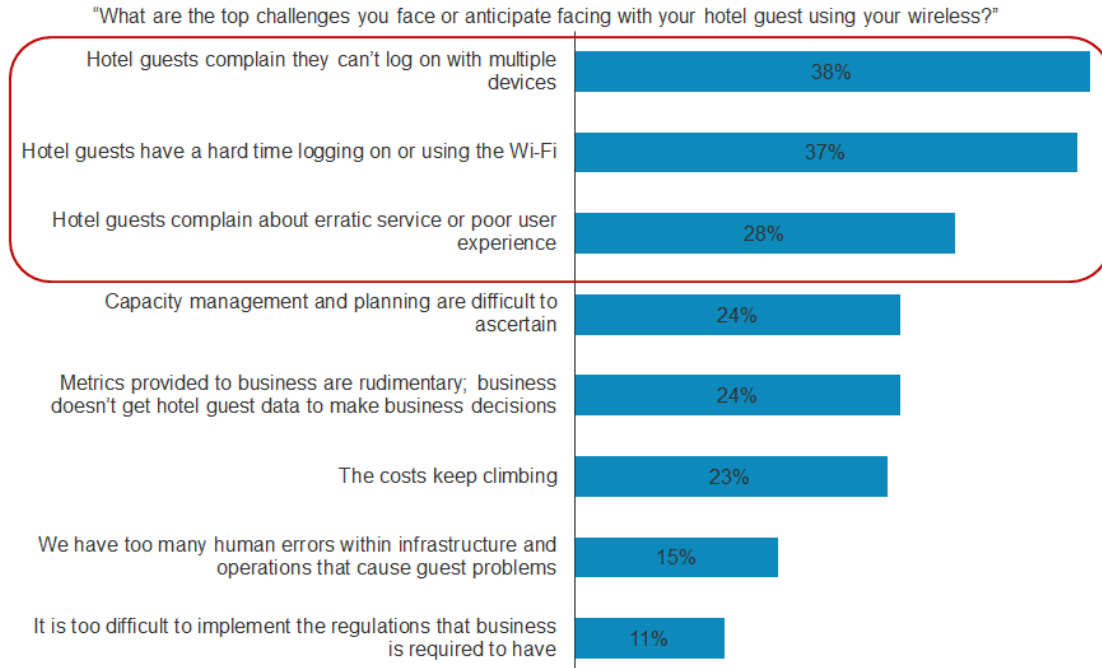 “What are the top challenges you face or anticipate facing with your hotel guest using your wireless?”
Hotel guests complain they can’t log on with multiple
devices
38%
Hotel guests have a hard time logging on or using the Wi-Fi
37%
Hotel guests complain about erratic service or poor user
experience
28%
Capacity management and planning are difficult to
ascertain
24%
Metrics provided to business are rudimentary; business
doesn’t get hotel guest data to make business decisions
24%
The costs keep climbing
23%
We have too many human errors within infrastructure and
operations that cause guest problems
15%
It is too difficult to implement the regulations that business
is required to have
11%